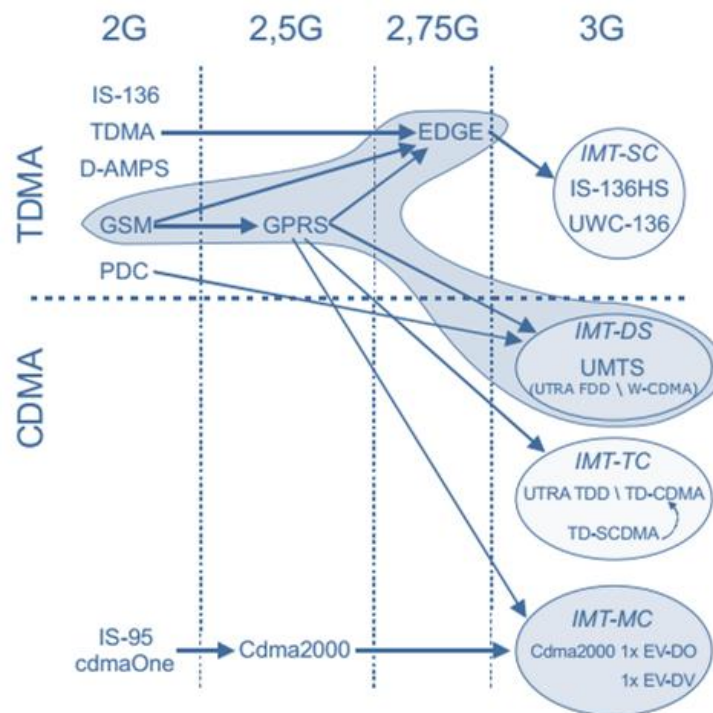 2G 2,5G 2,75G 3G
TDMA
IS-136
TDMA
D-AMPS
GSM
PDC
GPRS
EDGE
IMT-SC
IS-136HS
UWC-136
CDMA
IMT-DS
UMTS
(UTRA FDD \ W-CDMA)
IMT-TC
UTRA TDD \ TD-CDMA
TD-SCDMA
IS-95
cdmaOne
Cdma2000
IMT-MC
Cdma2000 1x EV-DO
1x EV-DV